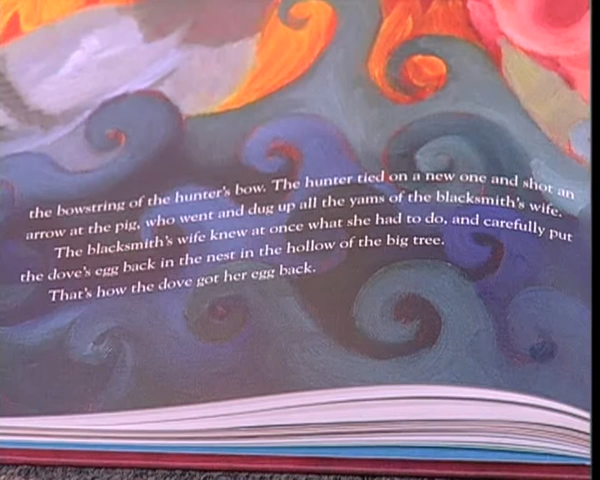 the bowstring of the hunter's bow. The hunter tied on a new one and shot an
arrow at the pig, who went and dug up all the yams of the blacksmith's wife.
The blacksmith's wife knew at once what she had to do, and carefully put
the dove's egg back in the nest in the hollow of the big tree.
That's how the dove got her egg back.